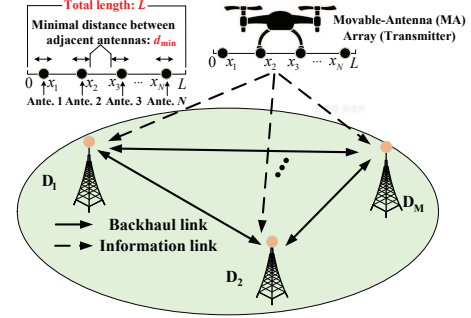 Total length: L
Minimal distance between
adjacent antennas: dmin
0 x1 x2 x3 ... xN L
Ante. 1 Ante. 2 Ante. 3 Ante. N
Movable-Antenna (MA)
Array (Transmitter)
0 x1 x2 x3 ... xN L
D1
DM
D2
Backhaul link
Information link